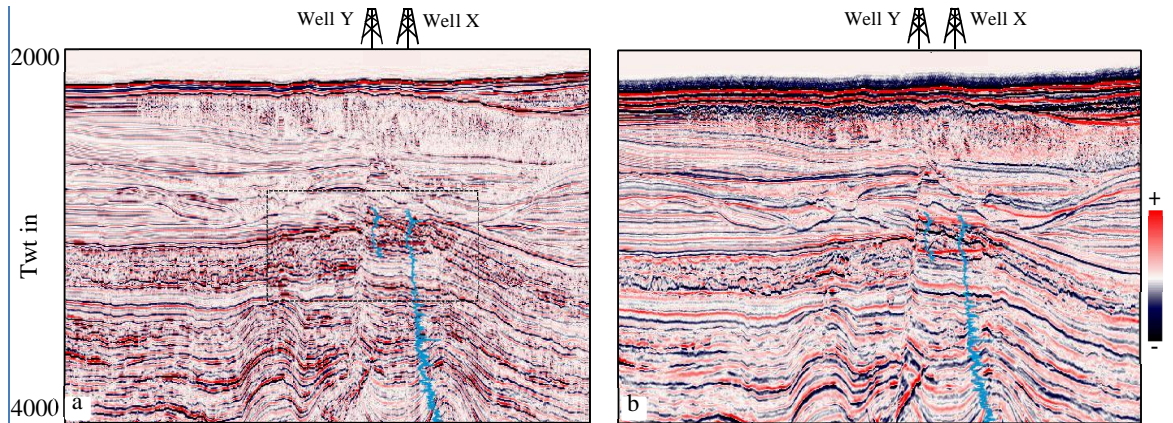 Well Y Well X Well Y Well X
2000
+
Twt in
-
4000 a b